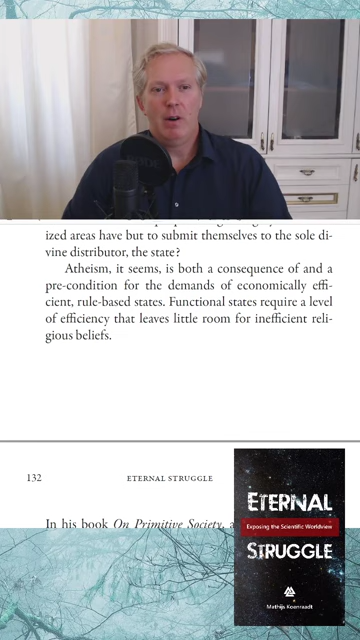 ized areas have but to submit themselves to the sole di-
vine distributor, the state?
Atheism, it seems, is both a consequence of and a
pre-condition for the demands of economically effi-
cient, rule-based states. Functional states require a level
of efficiency that leaves little room for inefficient reli-
gious beliefs.
132 ETERNAL STRUGGLE
In his book On Primitive Society, a
ETERNAL
Exposing the Scientific Worldview
STRUGGLE
Mathijs Koenraadt